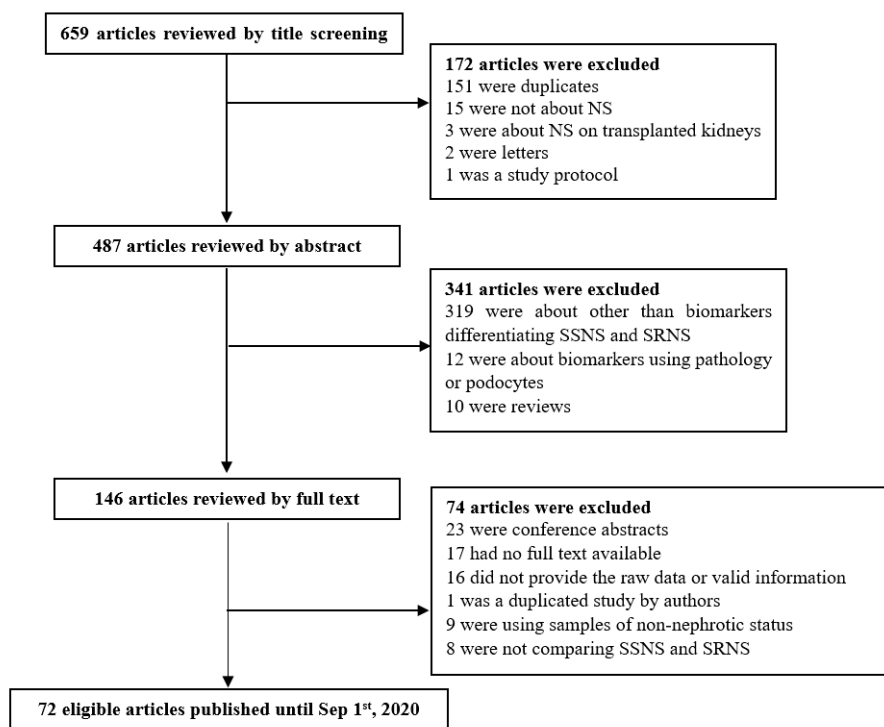 659 articles reviewed by title screening
172 articles were excluded
151 were duplicates
15 were not about NS
3 were about NS on transplanted kidneys
2 were letters
1 was a study protocol
487 articles reviewed by abstract
341 articles were excluded
319 were about other than biomarkers
differentiating SSNS and SRNS
12 were about biomarkers using pathology
or podocytes
10 were reviews
146 articles reviewed by full text
74 articles were excluded
23 were conference abstracts
17 had no full text available
16 did not provide the raw data or valid information
1 was a duplicated study by authors
9 were using samples of non-nephrotic status
8 were not comparing SSNS and SRNS
72 eligible articles published until Sep 1st, 2020